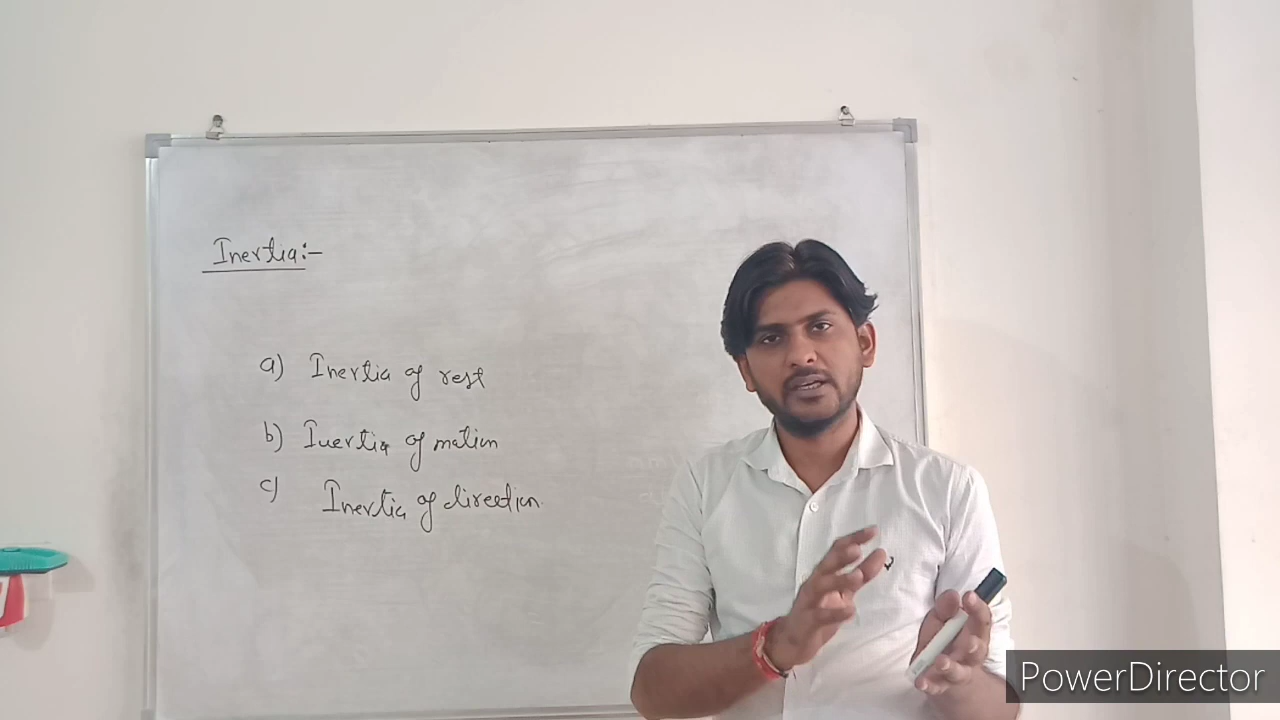 Inertia:-
a) Inertia of rest
b) Inertia of motion
c) Inertia of direction.
PowerDirector